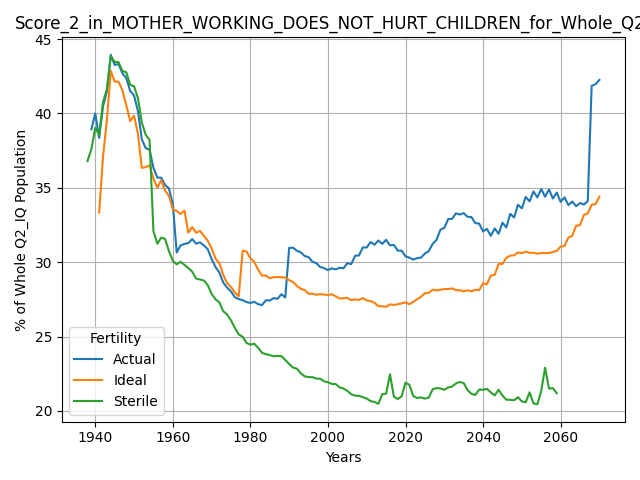 Score_2_in_MOTHER_WORKING_DOES_NOT_HURT_CHILDREN_for_Whole_Q2
% of Whole Q2_IQ Population
45
40
35
30
25
20
Fertility
Actual
Ideal
Sterile
1940 1960 1980 2000 2020 2040 2060
Years